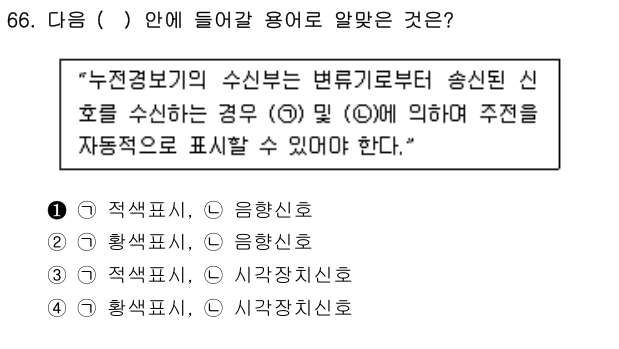 66. 다음 ( ) 안에 들어갈 용어로 알맞은 것은?
"누전경보기의 수신부는 변류기로부터 송신된 신
호를 수신하는 경우 (㉠) 및 (㉡)에 의하며 주전을
자동적으로 표시할 수 있어야 한다."
❶ ㉠ 적색표시, ㉡ 음향신호
② ㉠ 황색표시, ㉡ 음향신호
③ ㉠ 적색표시, ㉡ 시각장치신호
④ ㉠ 황색표시, ㉡ 시각장치신호